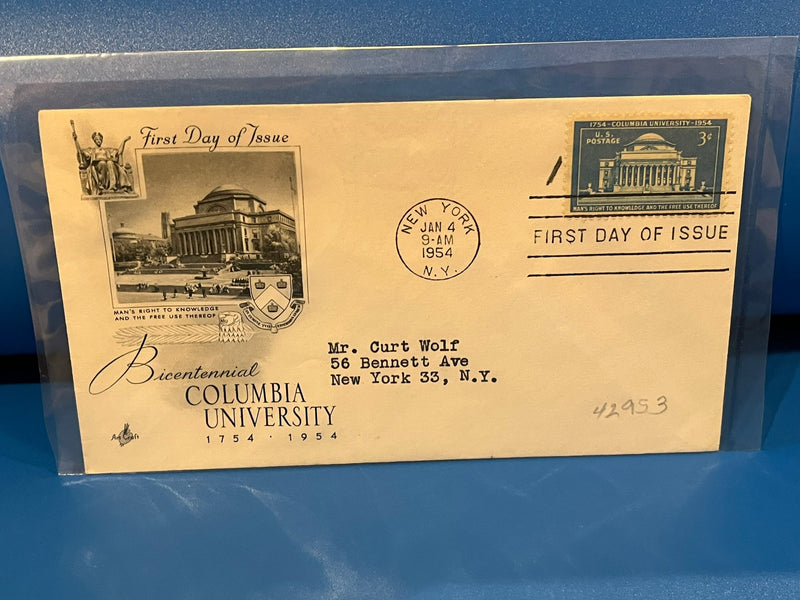 First Day of Issue
MAN'S RIGHT TO KNOWLEDGE
AND THE FREE USE THEREOF
Bicentennial
COLUMBIA
UNIVERSITY
1754 · 1954
Art Craft
NEW YORK
JAN 4
9-AM
1954
N.Y.
1754-COLUMBIA UNIVERSITY-1954
U.S.
POSTAGE
3¢
MAN'S RIGHT TO KNOWLEDGE AND THE FREE USE THEREOF
FIRST DAY OF ISSUE
Mr. Curt Wolf
56 Bennett Ave
New York 33, N.Y.
42953